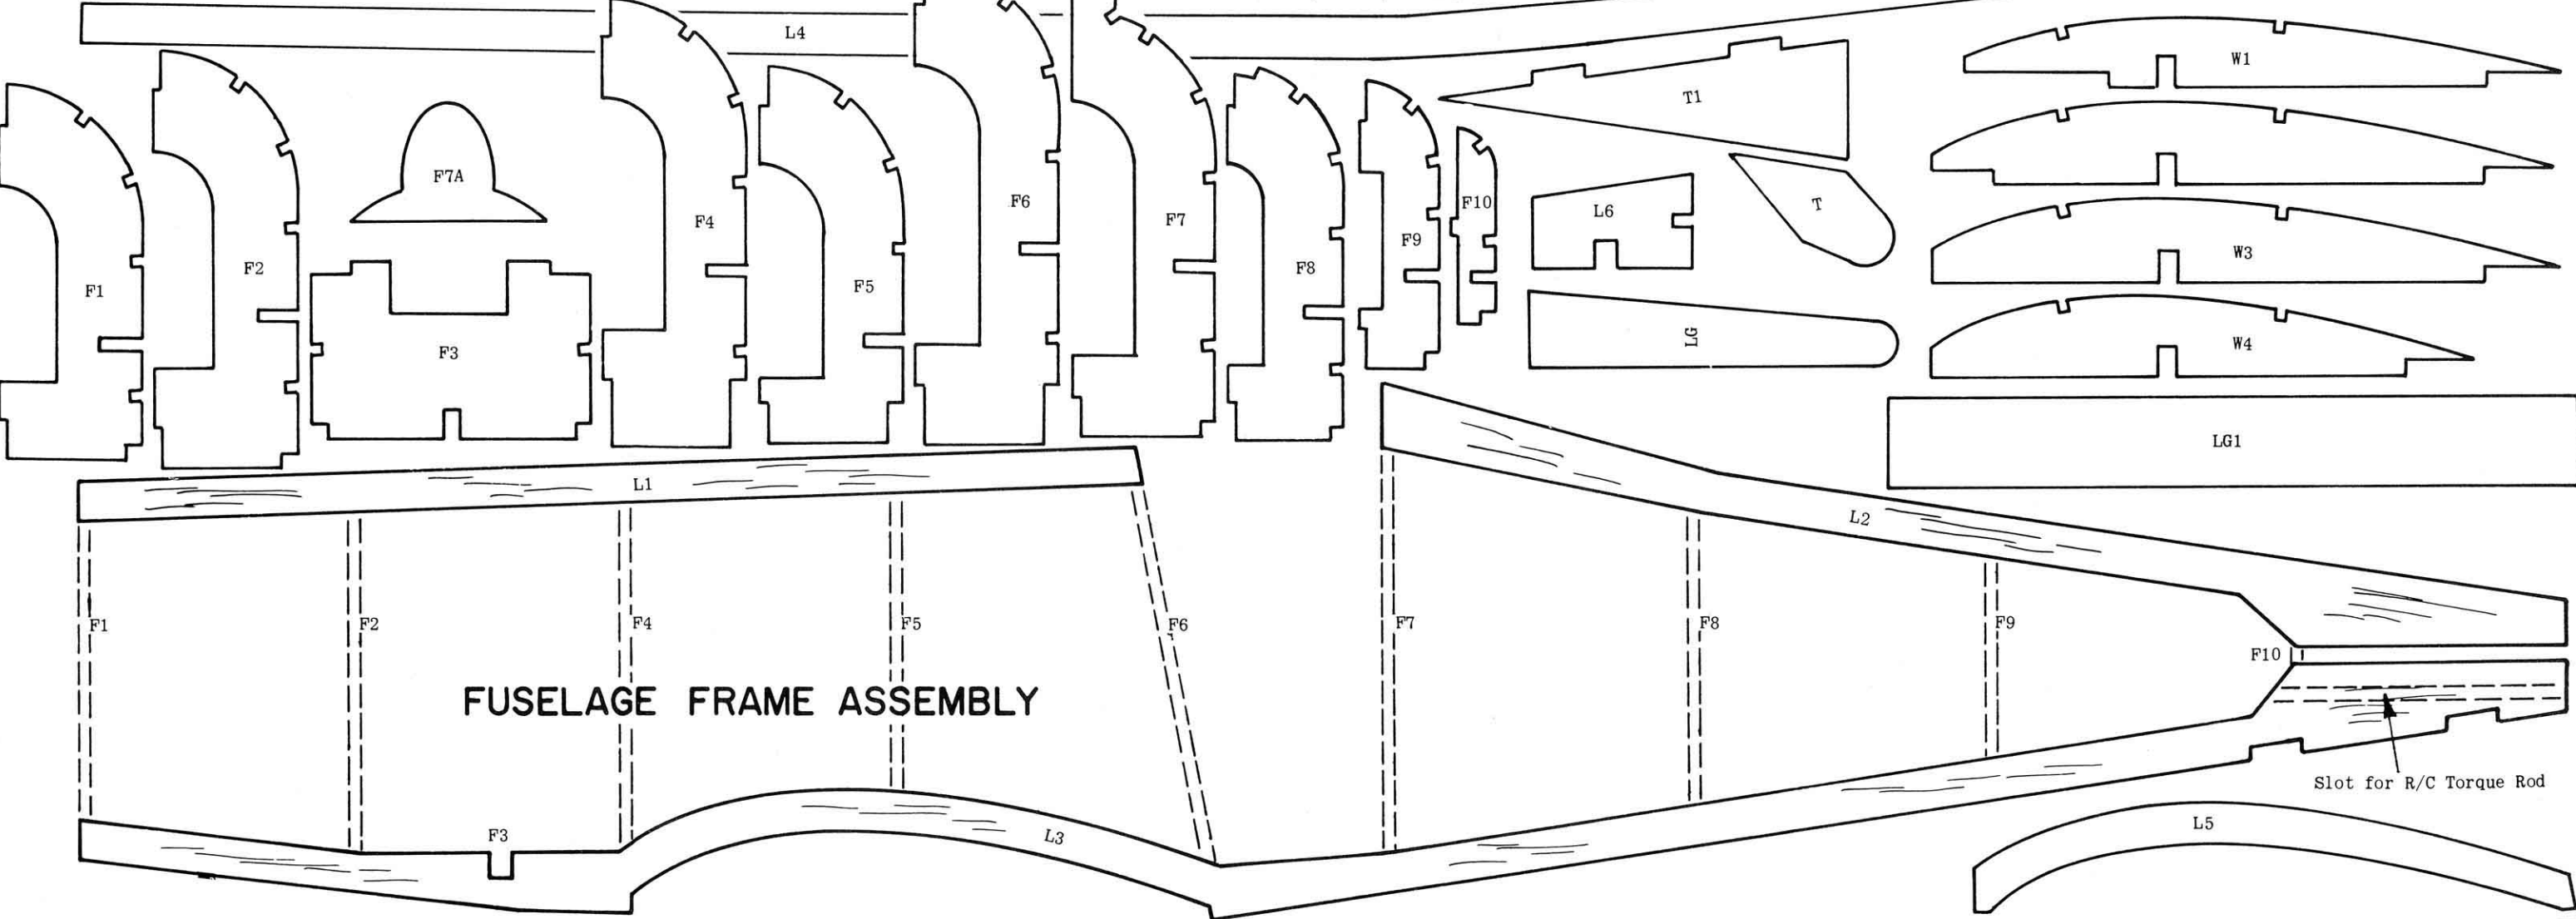 L4
W1
T1
F7A
F6
F10
L6
T
F4
F7
F9
W3
F2
F8
F5
F1
F3
LG
W4
LG1
L1
L2
F1
F2
F4
F5
F6
F7
F8
F9
F10
FUSELAGE FRAME ASSEMBLY
Slot for R/C Torque Rod
F3
L3
L5